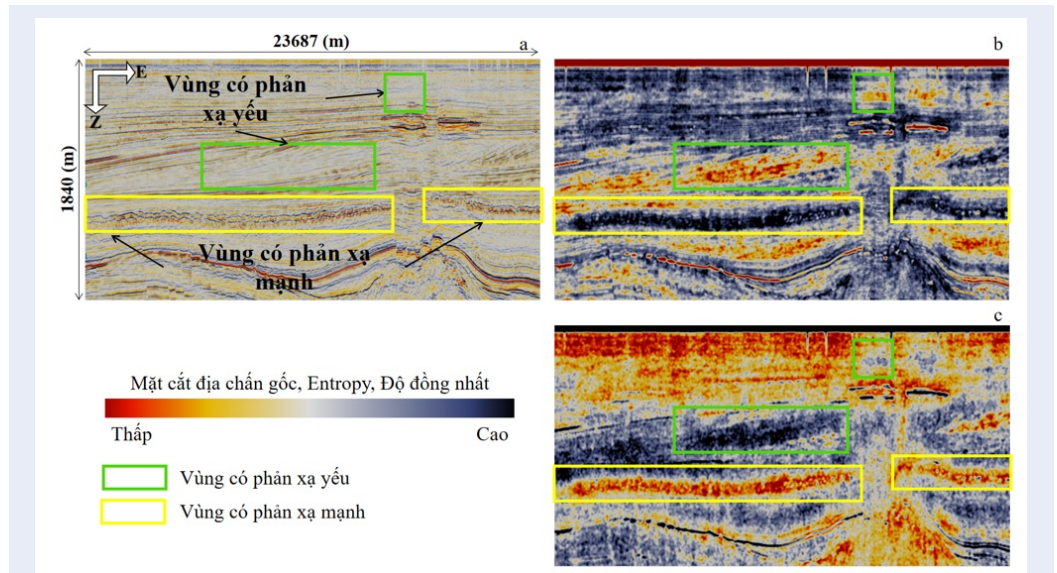 23687 (m)
a
b
E
Z
Vùng có phản
xạ yếu
1840 (m)
Vùng có phản xạ
mạnh
c
Mặt cắt địa chấn gốc, Entropy, Độ đồng nhất
Thấp
Cao
Vùng có phản xạ yếu
Vùng có phản xạ mạnh